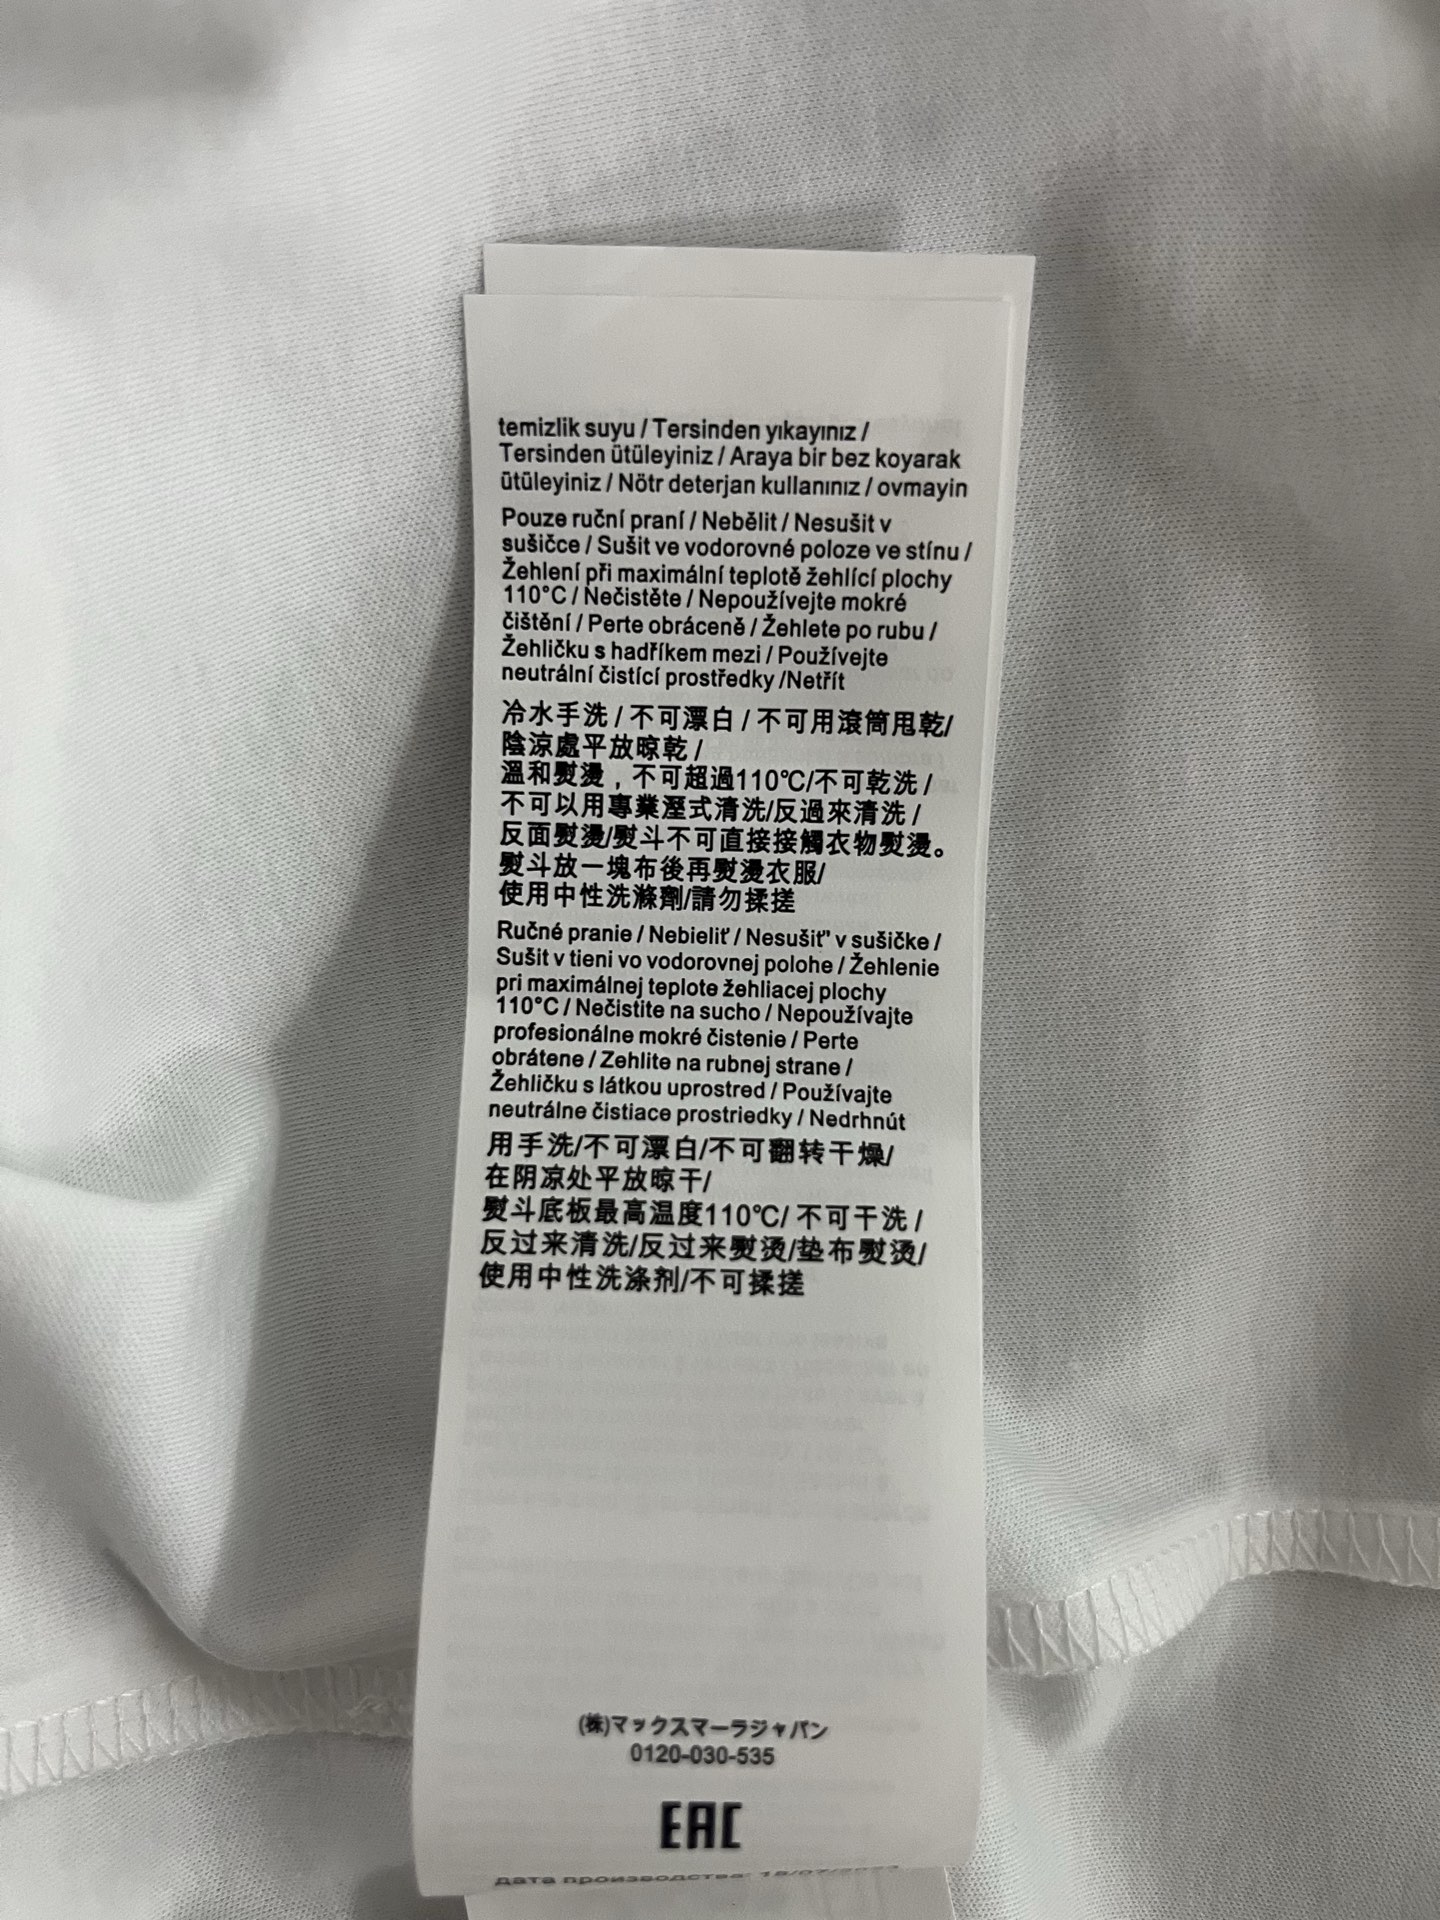 temizlik suyu / Tersinden yıkayınız /
Tersinden ütüleyiniz / Araya bir bez koyarak
ütüleyiniz / Nötr deterjan kullanınız / ovmayin
Pouze ruční praní / Nebělit / Nesušit v
sušičce / Sušit ve vodorovné poloze ve stínu /
Žehlení při maximální teplotě žehlící plochy
110°C / Nečistěte / Nepoužívejte mokré
čištění / Perte obráceně / Žehlete po rubu /
Žehličku s hadříkem mezi / Používejte
neutrální čistící prostředky /Netřít
冷水手洗 / 不可漂白 / 不可用滾筒甩乾/
陰涼處平放晾乾 /
溫和熨燙，不可超過110℃/不可乾洗 /
不可以用專業溼式清洗/反過來清洗 /
反面熨燙/熨斗不可直接接觸衣物熨燙。
熨斗放一塊布後再熨燙衣服/
使用中性洗滌劑/請勿揉搓
Ručné pranie / Nebieliť / Nesušiť" v sušičke /
Sušit v tieni vo vodorovnej polohe / Žehlenie
pri maximálnej teplote žehliacej plochy
110°C / Nečistite na sucho / Nepoužívajte
profesionálne mokré čistenie / Perte
obrátene / Zehlite na rubnej strane /
Žehličku s látkou uprostred / Používajte
neutrálne čistiace prostriedky / Nedrhnút
用手洗/不可漂白/不可翻转干燥/
在阴凉处平放晾干/
熨斗底板最高温度110℃/ 不可干洗 /
反过来清洗/反过来熨烫/垫布熨烫/
使用中性洗涤剂/不可揉搓
(株)マックスマーラジャパン
0120-030-535
EAC
дата производства: